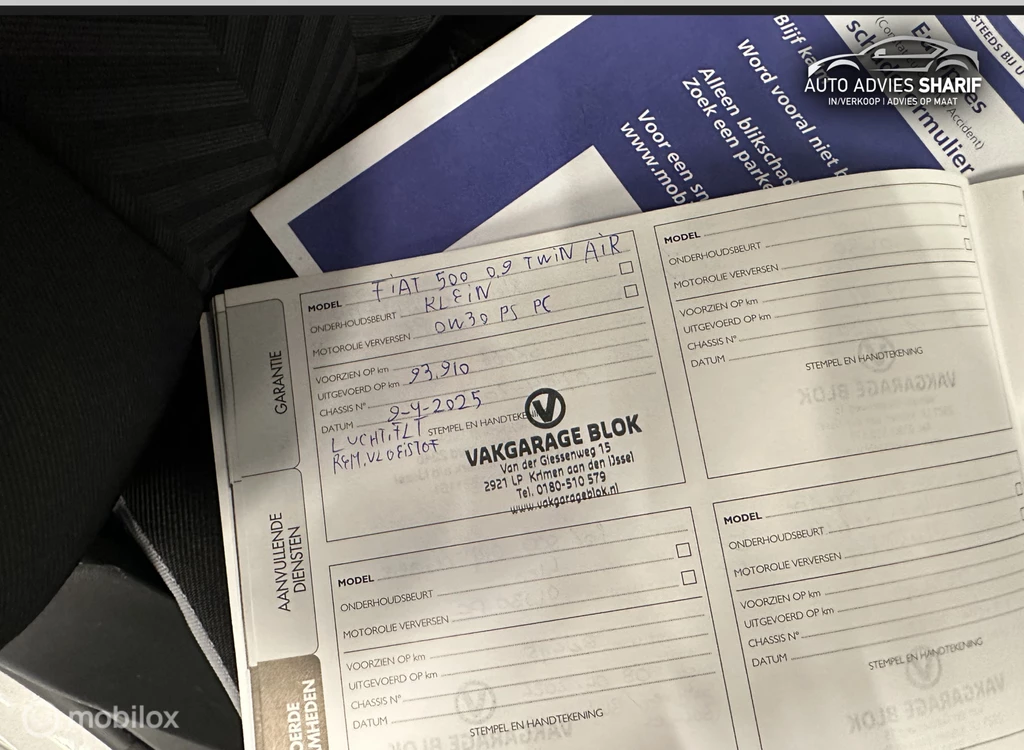 STEEDS BIJ U
Blijf ka
Word vooral niet b
Alleen blikschad
Zoek een parke
Voor een sn
www.mob
Accident)
AUTO ADVIES SHARIF
IN/VERKOOP | ADVIES OP MAAT
GARANTIE
AANVULLENDE
DIENSTEN
MODEL FIAT 500 0.9 TWIN AIR
ONDERHOUDSBEURT KLEIN
MOTOROLIE VERVERSEN 0W30 PS PC
VOORZIEN OP km
UITGEVOERD OP km 93.910
CHASSIS N°
DATUM 9-4-2025
STEMPEL EN HANDTEKEN
LUCHT.FLT
REM.VLOEISTOF
VAKGARAGE BLOK
Van der Giessenweg 15
2921 LP Krimpen aan den IJssel
Tel. 0180-510 579
www.vakgarageblok.nl
MODEL
ONDERHOUDSBEURT
MOTOROLIE VERVERSEN
VOORZIEN OP km
UITGEVOERD OP km
CHASSIS N°
DATUM
STEMPEL EN HANDTEKENING
MODEL
ONDERHOUDSBEURT
MOTOROLIE VERVERSEN
VOORZIEN OP km
UITGEVOERD OP km
CHASSIS N°
DATUM
STEMPEL EN HANDTEKENING
MODEL
ONDERHOUDSBEURT
MOTOROLIE VERVERSEN
VOORZIEN OP km
UITGEVOERD OP km
CHASSIS N°
DATUM
STEMPEL EN HANDTEKENING
mobilox